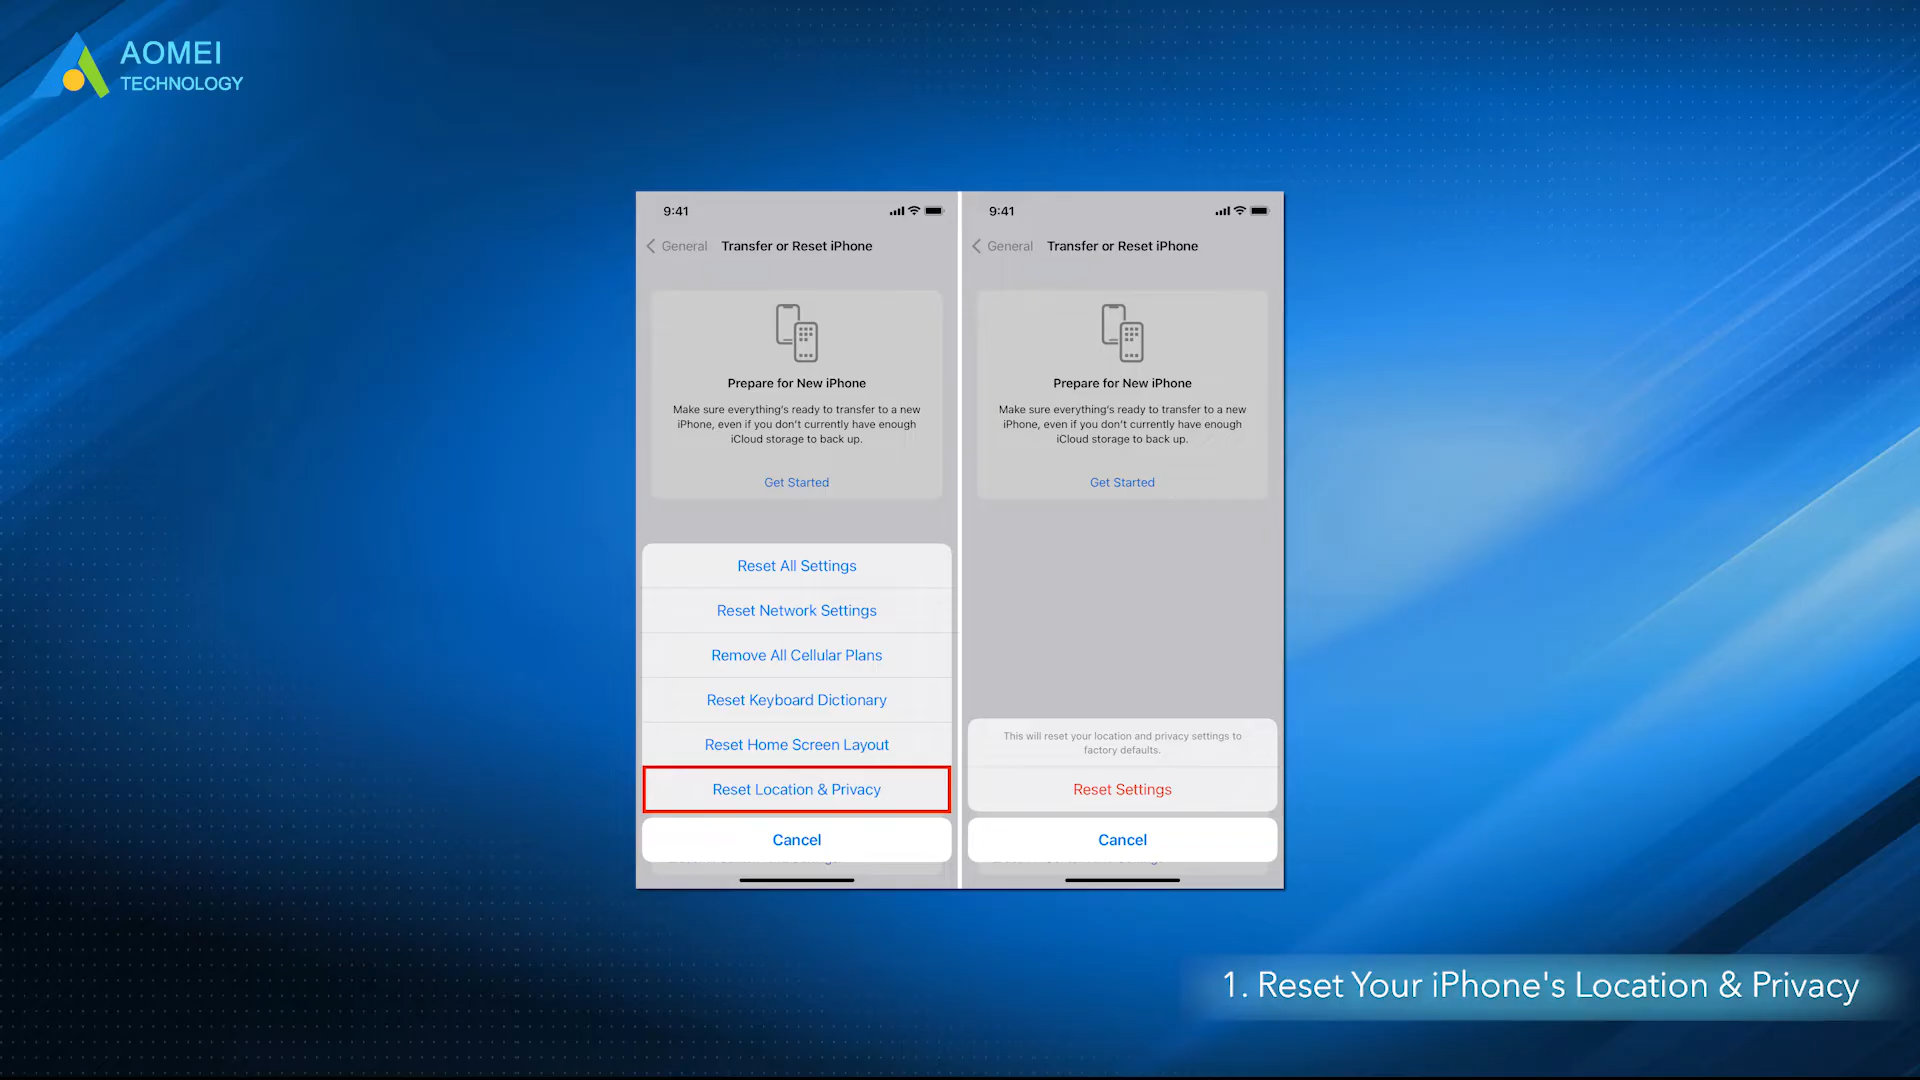 AOMEI
TECHNOLOGY
9:41
General
Transfer or Reset iPhone
Prepare for New iPhone
Make sure everything's ready to transfer to a new
iPhone, even if you don't currently have enough
iCloud storage to back up.
Get Started
Reset All Settings
Reset Network Settings
Remove All Cellular Plans
Reset Keyboard Dictionary
Reset Home Screen Layout
Reset Location & Privacy
Cancel
9:41
General
Transfer or Reset iPhone
Prepare for New iPhone
Make sure everything's ready to transfer to a new
iPhone, even if you don't currently have enough
iCloud storage to back up.
Get Started
This will reset your location and privacy settings to
factory defaults.
Reset Settings
Cancel
1. Reset Your iPhone's Location & Privacy